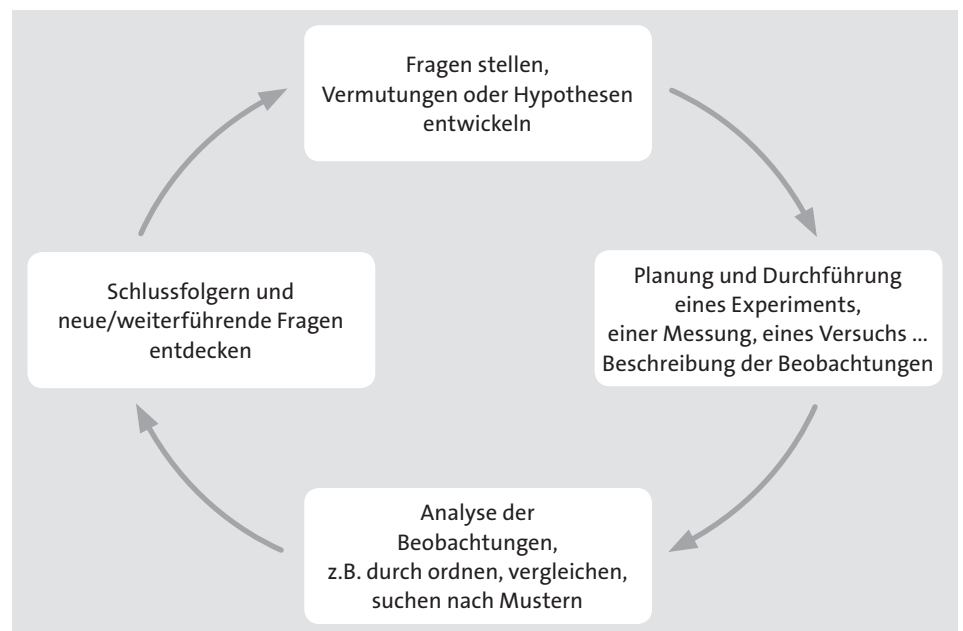 Fragen stellen,
Vermutungen oder Hypothesen
entwickeln
Planung und Durchführung
eines Experiments,
einer Messung, eines Versuchs ...
Beschreibung der Beobachtungen
Analyse der
Beobachtungen,
z.B. durch ordnen, vergleichen,
suchen nach Mustern
Schlussfolgern und
neue/weiterführende Fragen
entdecken